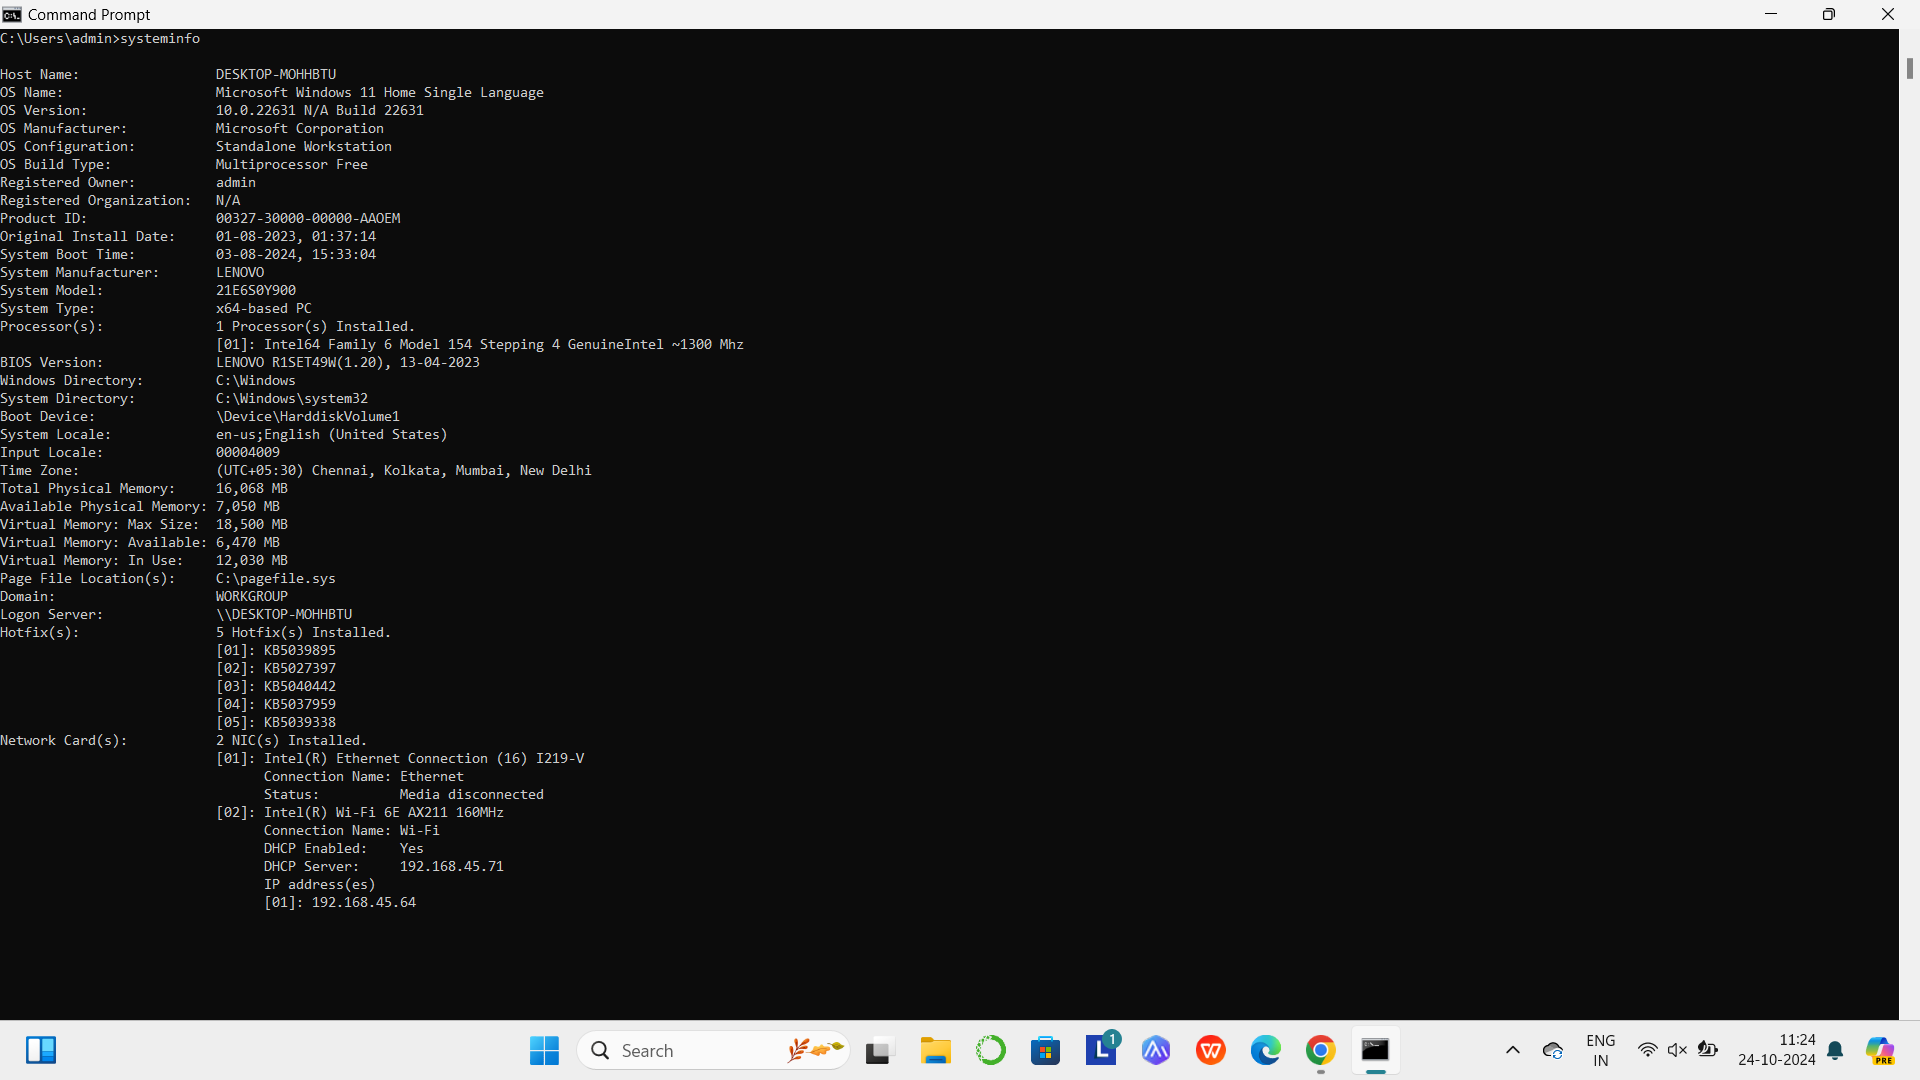 Command Prompt
C:\Users\admin>systeminfo
Host Name: DESKTOP-MOHHBTU
OS Name: Microsoft Windows 11 Home Single Language
OS Version: 10.0.22631 N/A Build 22631
OS Manufacturer: Microsoft Corporation
OS Configuration: Standalone Workstation
OS Build Type: Multiprocessor Free
Registered Owner: admin
Registered Organization: N/A
Product ID: 00327-30000-00000-AAOEM
Original Install Date: 01-08-2023, 01:37:14
System Boot Time: 03-08-2024, 15:33:04
System Manufacturer: LENOVO
System Model: 21E6S0Y900
System Type: x64-based PC
Processor(s): 1 Processor(s) Installed.
[01]: Intel64 Family 6 Model 154 Stepping 4 GenuineIntel ~1300 Mhz
BIOS Version: LENOVO R1SET49W(1.20), 13-04-2023
Windows Directory: C:\Windows
System Directory: C:\Windows\system32
Boot Device: \Device\HarddiskVolume1
System Locale: en-us;English (United States)
Input Locale: 00004009
Time Zone: (UTC+05:30) Chennai, Kolkata, Mumbai, New Delhi
Total Physical Memory: 16,068 MB
Available Physical Memory: 7,050 MB
Virtual Memory: Max Size: 18,500 MB
Virtual Memory: Available: 6,470 MB
Virtual Memory: In Use: 12,030 MB
Page File Location(s): C:\pagefile.sys
Domain: WORKGROUP
Logon Server: \\DESKTOP-MOHHBTU
Hotfix(s): 5 Hotfix(s) Installed.
[01]: KB5039895
[02]: KB5027397
[03]: KB5040442
[04]: KB5037959
[05]: KB5039338
Network Card(s): 2 NIC(s) Installed.
[01]: Intel(R) Ethernet Connection (16) I219-V
Connection Name: Ethernet
Status: Media disconnected
[02]: Intel(R) Wi-Fi 6E AX211 160MHz
Connection Name: Wi-Fi
DHCP Enabled: Yes
DHCP Server: 192.168.45.71
IP address(es)
[01]: 192.168.45.64
Search
L 1
W
ENG
IN
11:24
24-10-2024
PRE